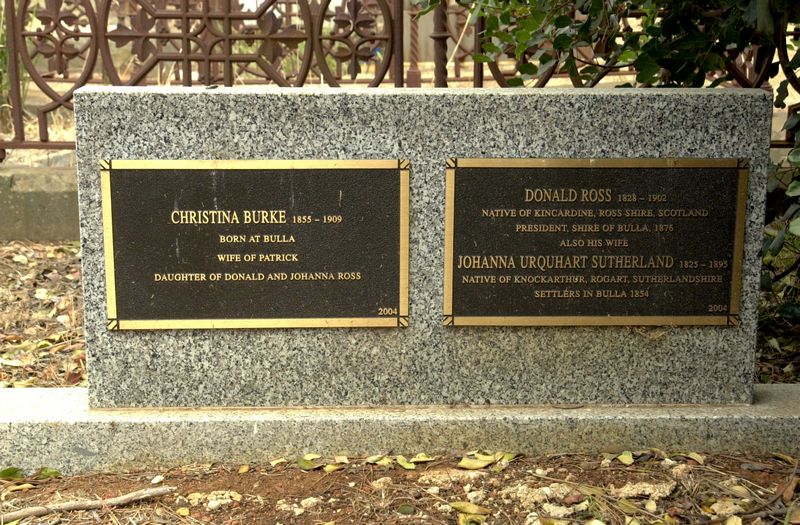 CHRISTINA BURKE 1855 – 1909
BORN AT BULLA
WIFE OF PATRICK
DAUGHTER OF DONALD AND JOHANNA ROSS
2004
DONALD ROSS 1828 – 1902
NATIVE OF KINCARDINE, ROSS SHIRE, SCOTLAND
PRESIDENT, SHIRE OF BULLA, 1876
ALSO HIS WIFE
JOHANNA URQUHART SUTHERLAND 1825 – 1895
NATIVE OF KNOCKARTHUR, ROGART, SUTHERLANDSHIRE
SETTLERS IN BULLA 1854
2004